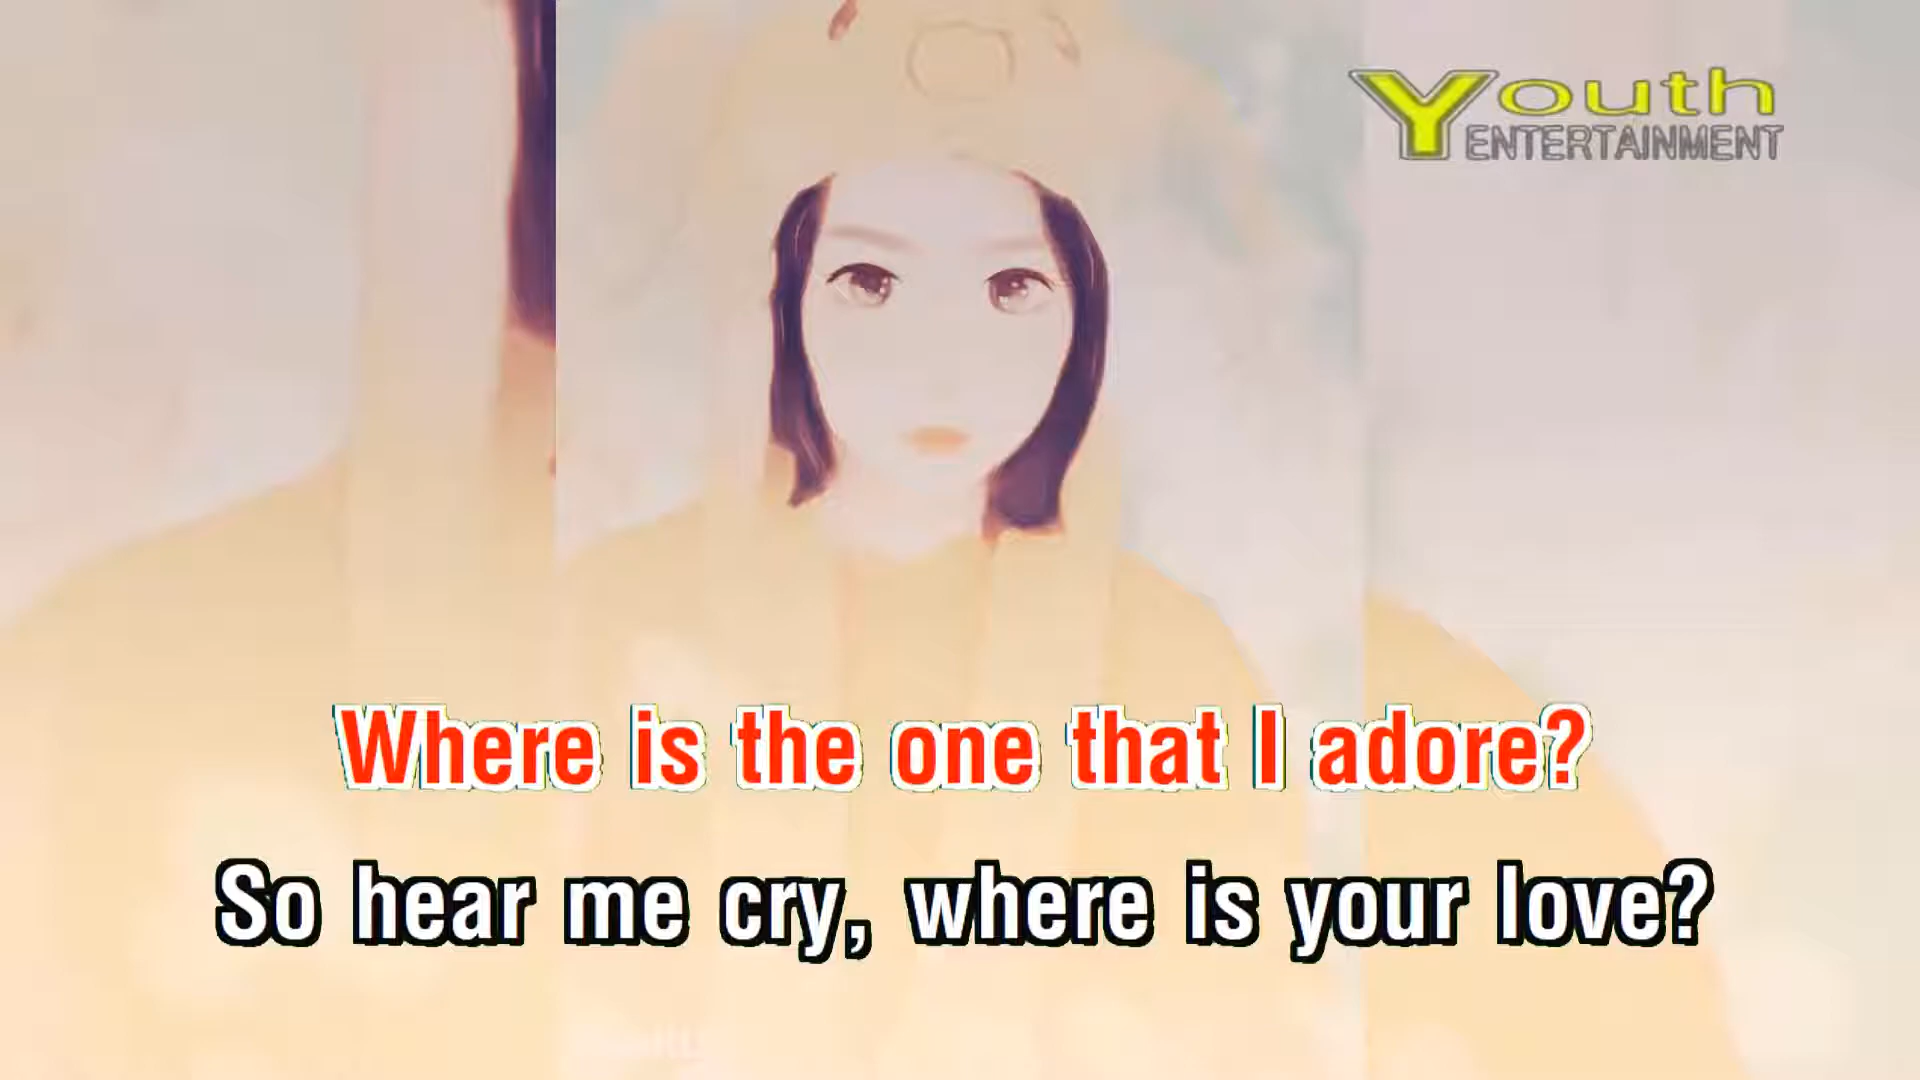 Youth
ENTERTAINMENT
Where is the one that I adore?
So hear me cry, where is your love?